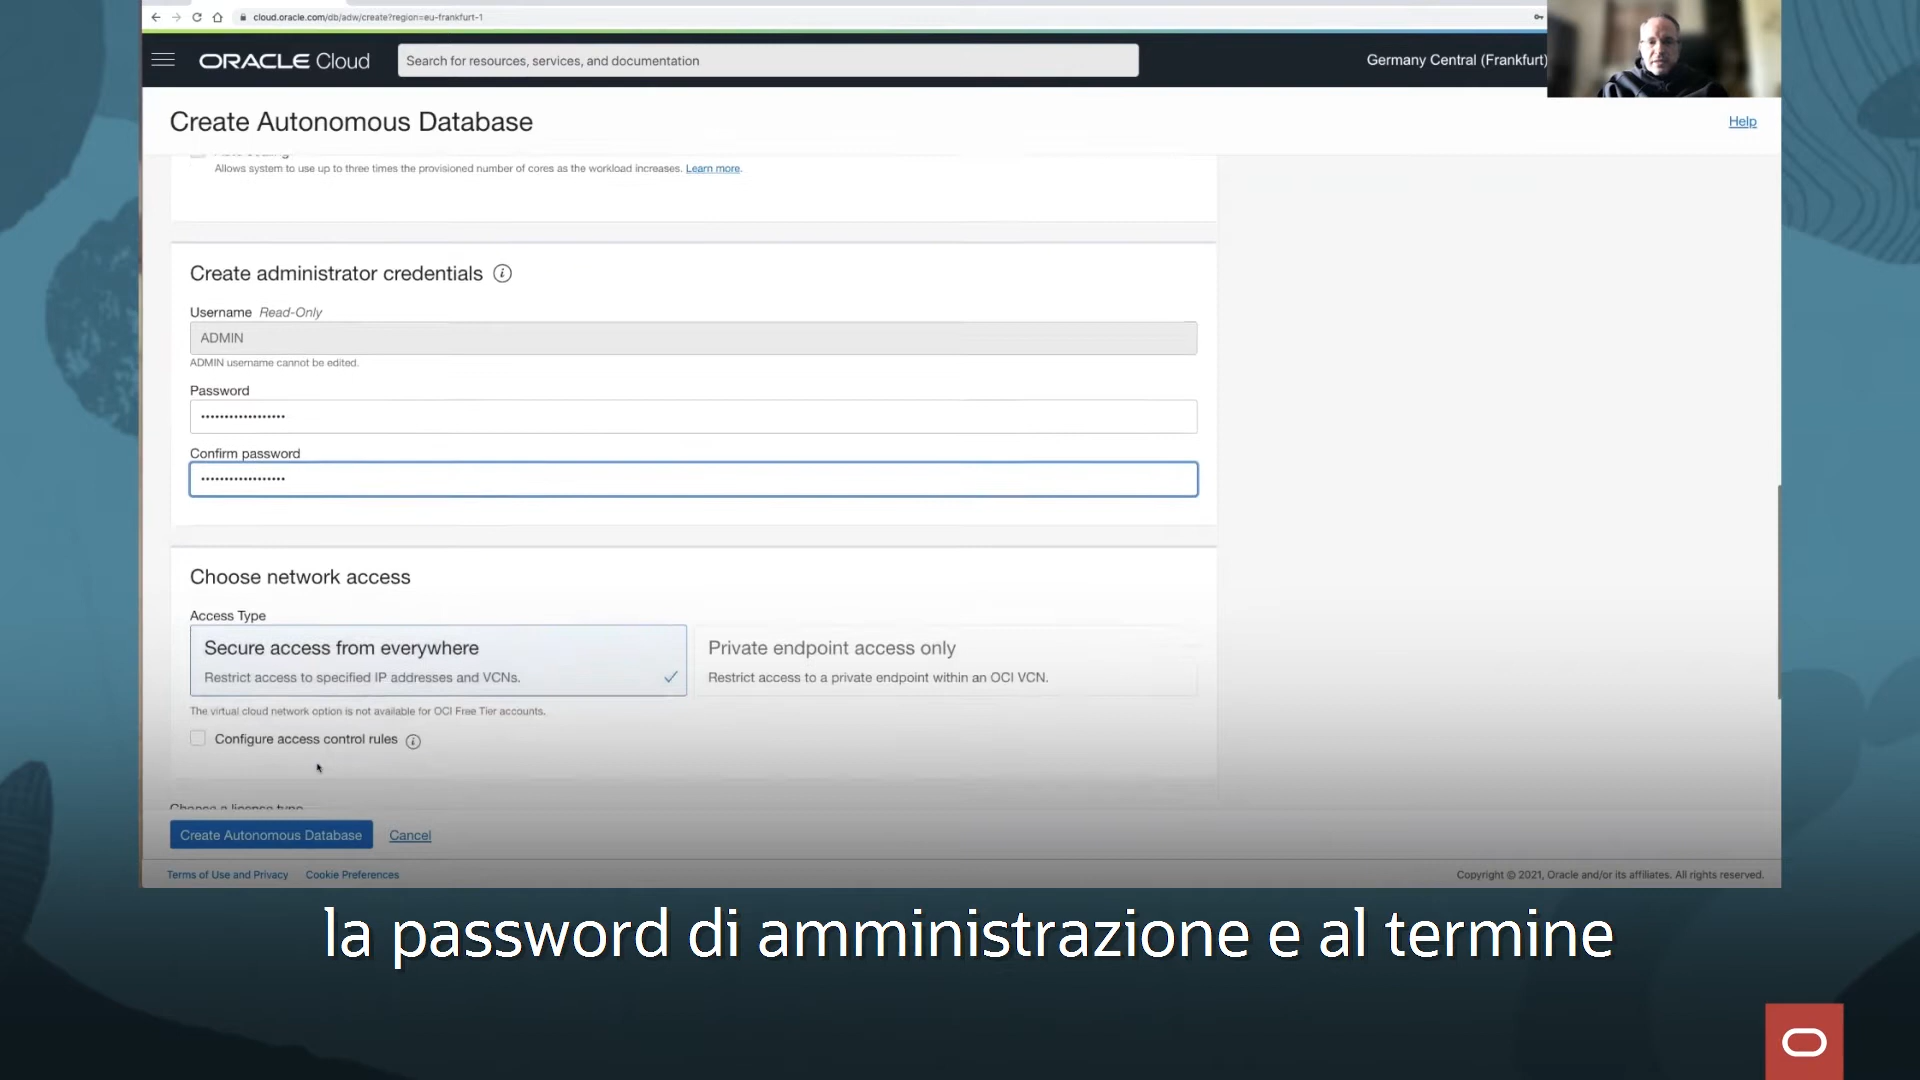 cloud.oracle.com/db/adw/create?region=eu-frankfurt-1
ORACLE Cloud
Search for resources, services, and documentation
Germany Central (Frankfurt)
Create Autonomous Database
Help
Allows system to use up to three times the provisioned number of cores as the workload increases. Learn more.
Create administrator credentials
Username Read-Only
ADMIN
ADMIN username cannot be edited.
Password
••••••••••••••••••
Confirm password
••••••••••••••••••
Choose network access
Access Type
Secure access from everywhere
Restrict access to specified IP addresses and VCNs.
Private endpoint access only
Restrict access to a private endpoint within an OCI VCN.
The virtual cloud network option is not available for OCI Free Tier accounts.
Configure access control rules
Choose a license type
Create Autonomous Database
Cancel
Terms of Use and Privacy
Cookie Preferences
Copyright © 2021, Oracle and/or its affiliates. All rights reserved.
la password di amministrazione e al termine